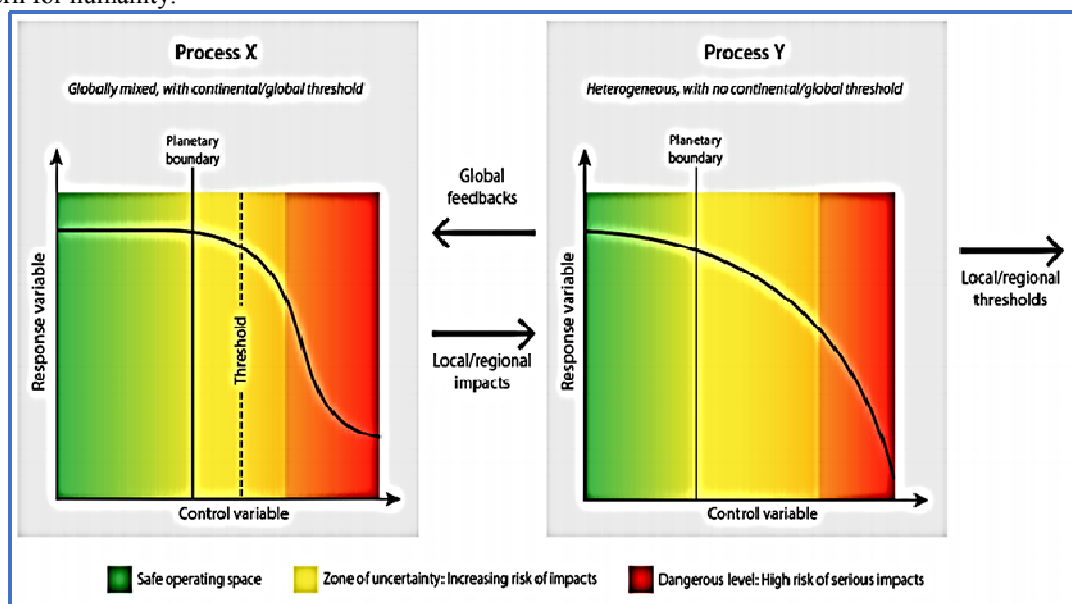 Process X
Globally mixed, with continental/global threshold
Planetary
boundary
Response variable
Threshold
Control variable
Global
feedbacks
Local/regional
impacts
Process Y
Heterogeneous, with no continental/global threshold
Planetary
boundary
Response variable
Control variable
Local/regional
thresholds
Safe operating space
Zone of uncertainty: Increasing risk of impacts
Dangerous level: High risk of serious impacts